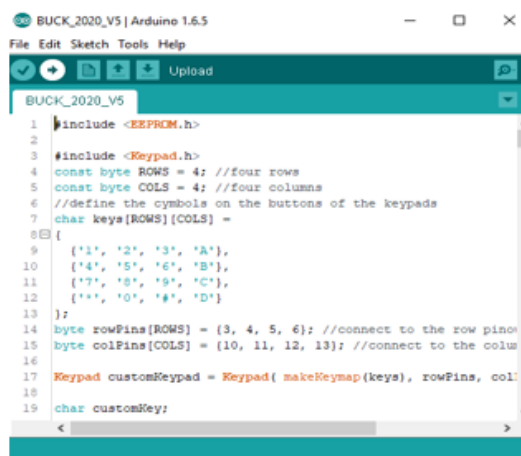 BUCK_2020_V5 | Arduino 1.6.5
File Edit Sketch Tools Help
Upload
BUCK_2020_V5
1 #include <EEPROM.h>
2
3 #include <Keypad.h>
4 const byte ROWS = 4; //four rows
5 const byte COLS = 4; //four columns
6 //define the cymbols on the buttons of the keypads
7 char keys[ROWS][COLS] =
8 {
9 {'1', '2', '3', 'A'},
10 {'4', '5', '6', 'B'},
11 {'7', '8', '9', 'C'},
12 {'*', '0', '#', 'D'}
13 };
14 byte rowPins[ROWS] = {3, 4, 5, 6}; //connect to the row pino
15 byte colPins[COLS] = {10, 11, 12, 13}; //connect to the colu
16
17 Keypad customKeypad = Keypad( makeKeymap(keys), rowPins, col
18
19 char customKey;